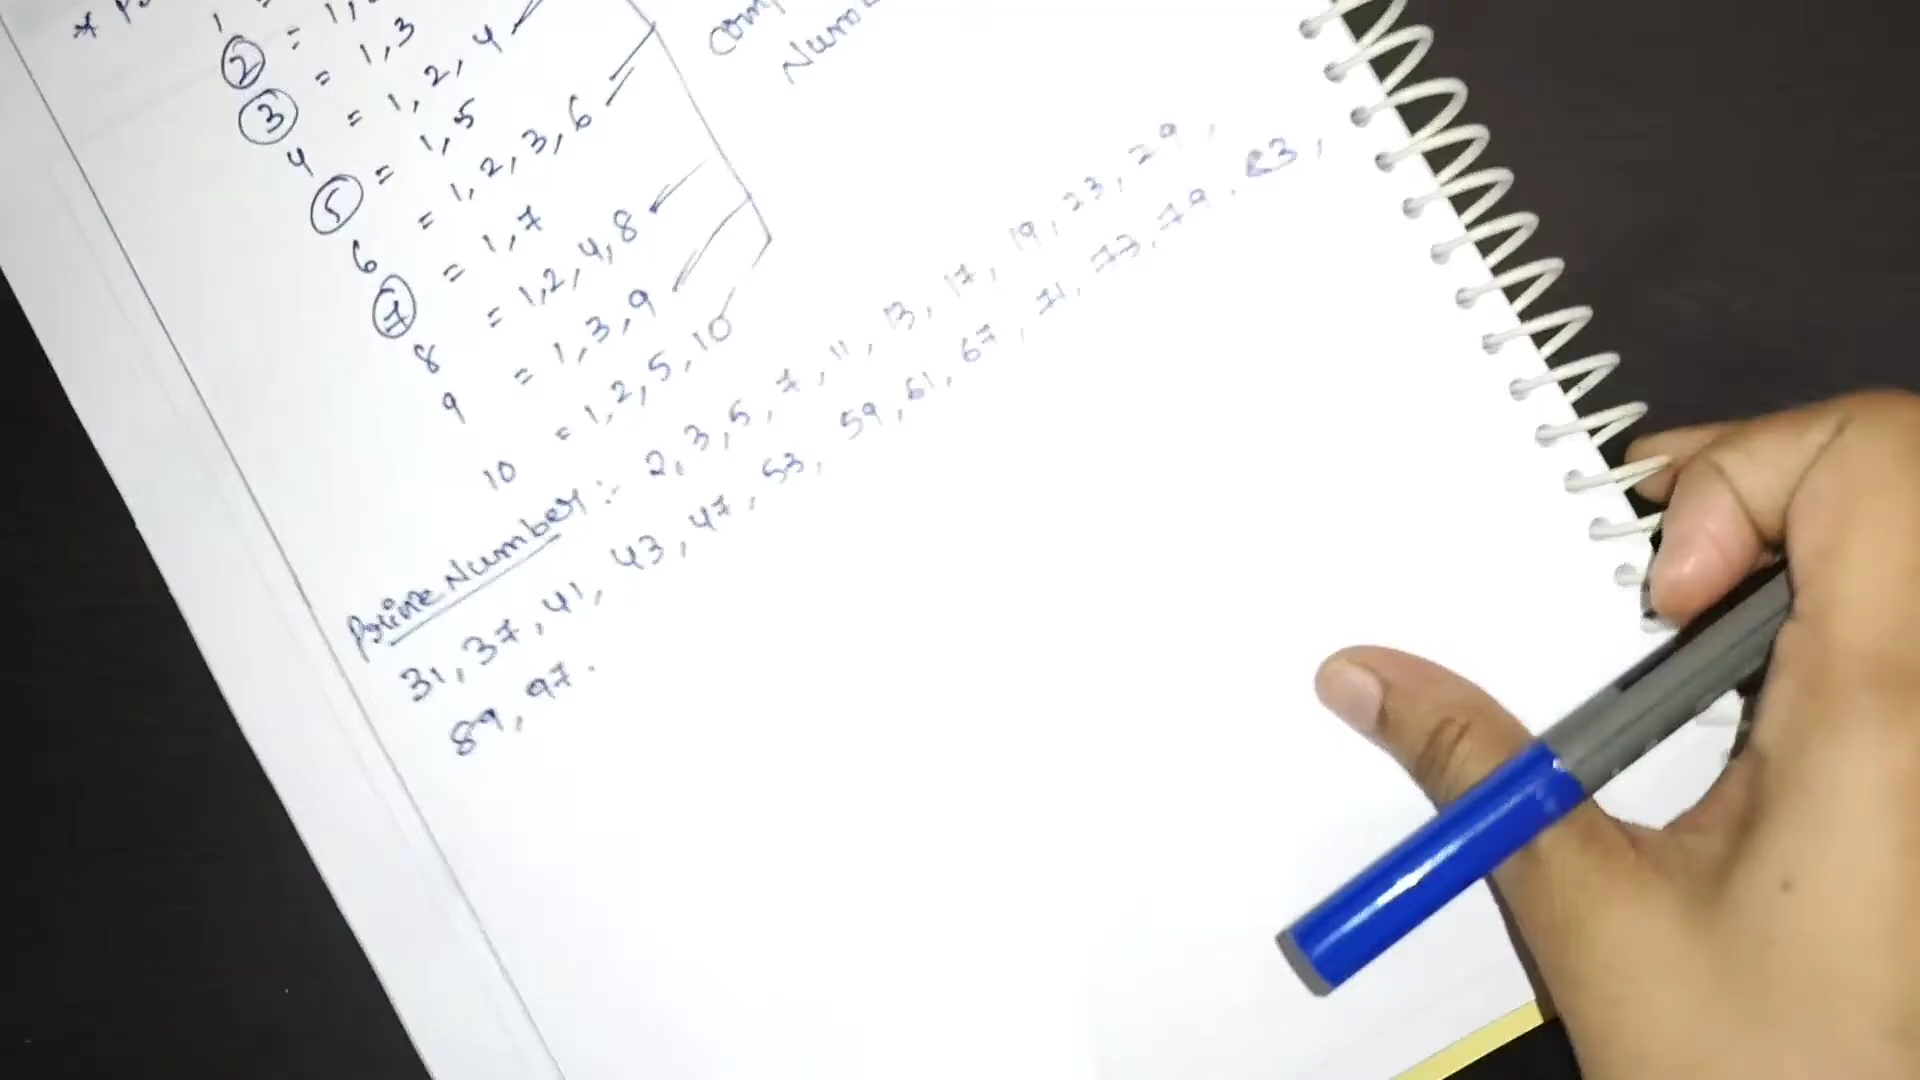 1 =
② = 1,
③ = 1, 3
4 = 1, 2, 4
⑤ = 1, 5
6 = 1, 2, 3, 6
⑦ = 1, 7
8 = 1, 2, 4, 8
9 = 1, 3, 9
10 = 1, 2, 5, 10
Prime Number :- 2, 3, 5, 7, 11, 13, 17, 19, 23, 29,
31, 37, 41, 43, 47, 53, 59, 61, 67, 71, 73, 79, 83,
89, 97.